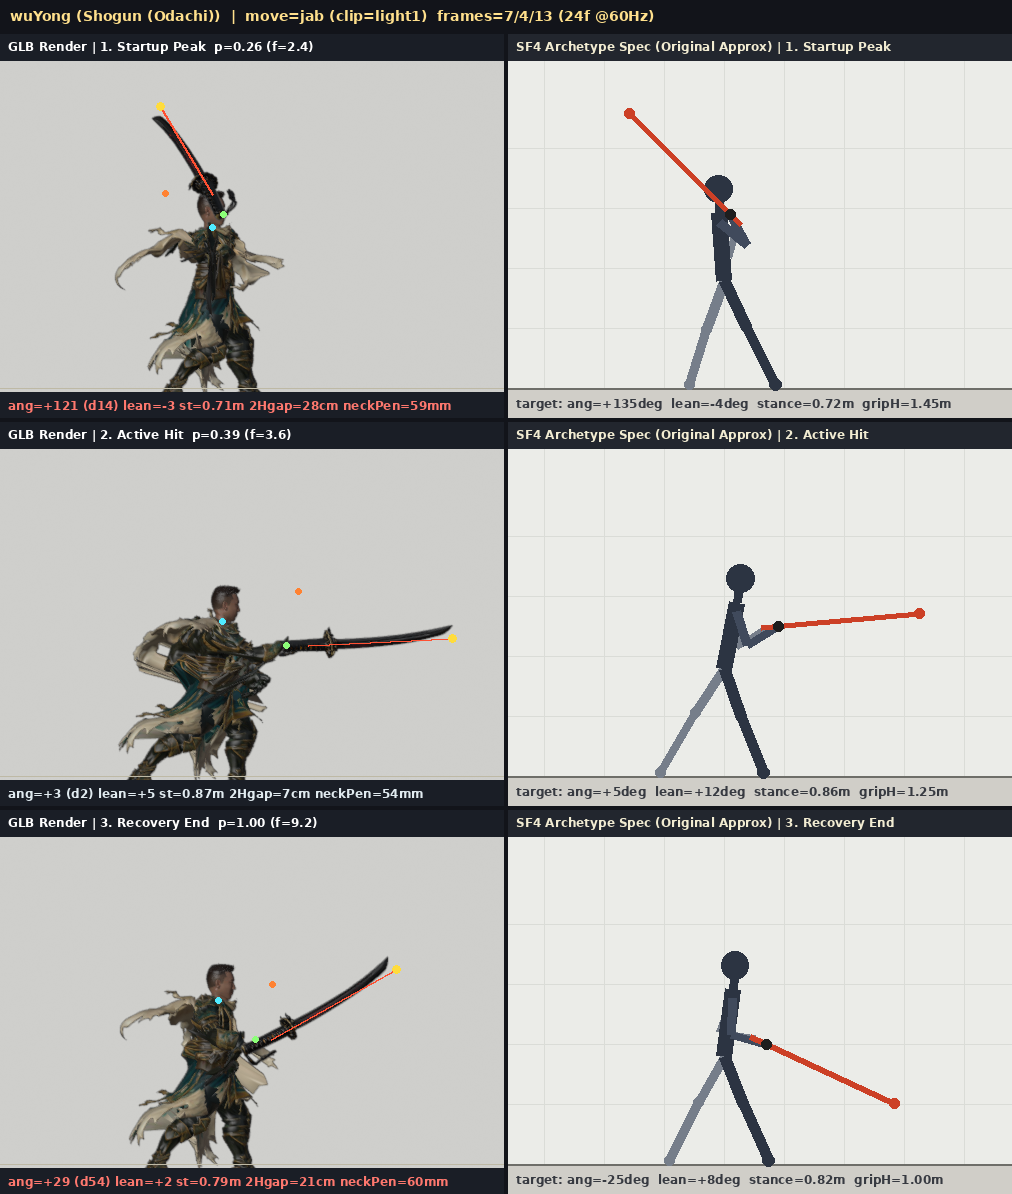 wuYong (Shogun (Odachi))  |  move=jab (clip=light1)  frames=7/4/13 (24f @60Hz)
GLB Render | 1. Startup Peak  p=0.26 (f=2.4)
SF4 Archetype Spec (Original Approx) | 1. Startup Peak
ang=+121 (d14) lean=-3 st=0.71m 2Hgap=28cm neckPen=59mm
target: ang=+135deg  lean=-4deg  stance=0.72m  gripH=1.45m
GLB Render | 2. Active Hit  p=0.39 (f=3.6)
SF4 Archetype Spec (Original Approx) | 2. Active Hit
ang=+3 (d2) lean=+5 st=0.87m 2Hgap=7cm neckPen=54mm
target: ang=+5deg  lean=+12deg  stance=0.86m  gripH=1.25m
GLB Render | 3. Recovery End  p=1.00 (f=9.2)
SF4 Archetype Spec (Original Approx) | 3. Recovery End
ang=+29 (d54) lean=+2 st=0.79m 2Hgap=21cm neckPen=60mm
target: ang=-25deg  lean=+8deg  stance=0.82m  gripH=1.00m